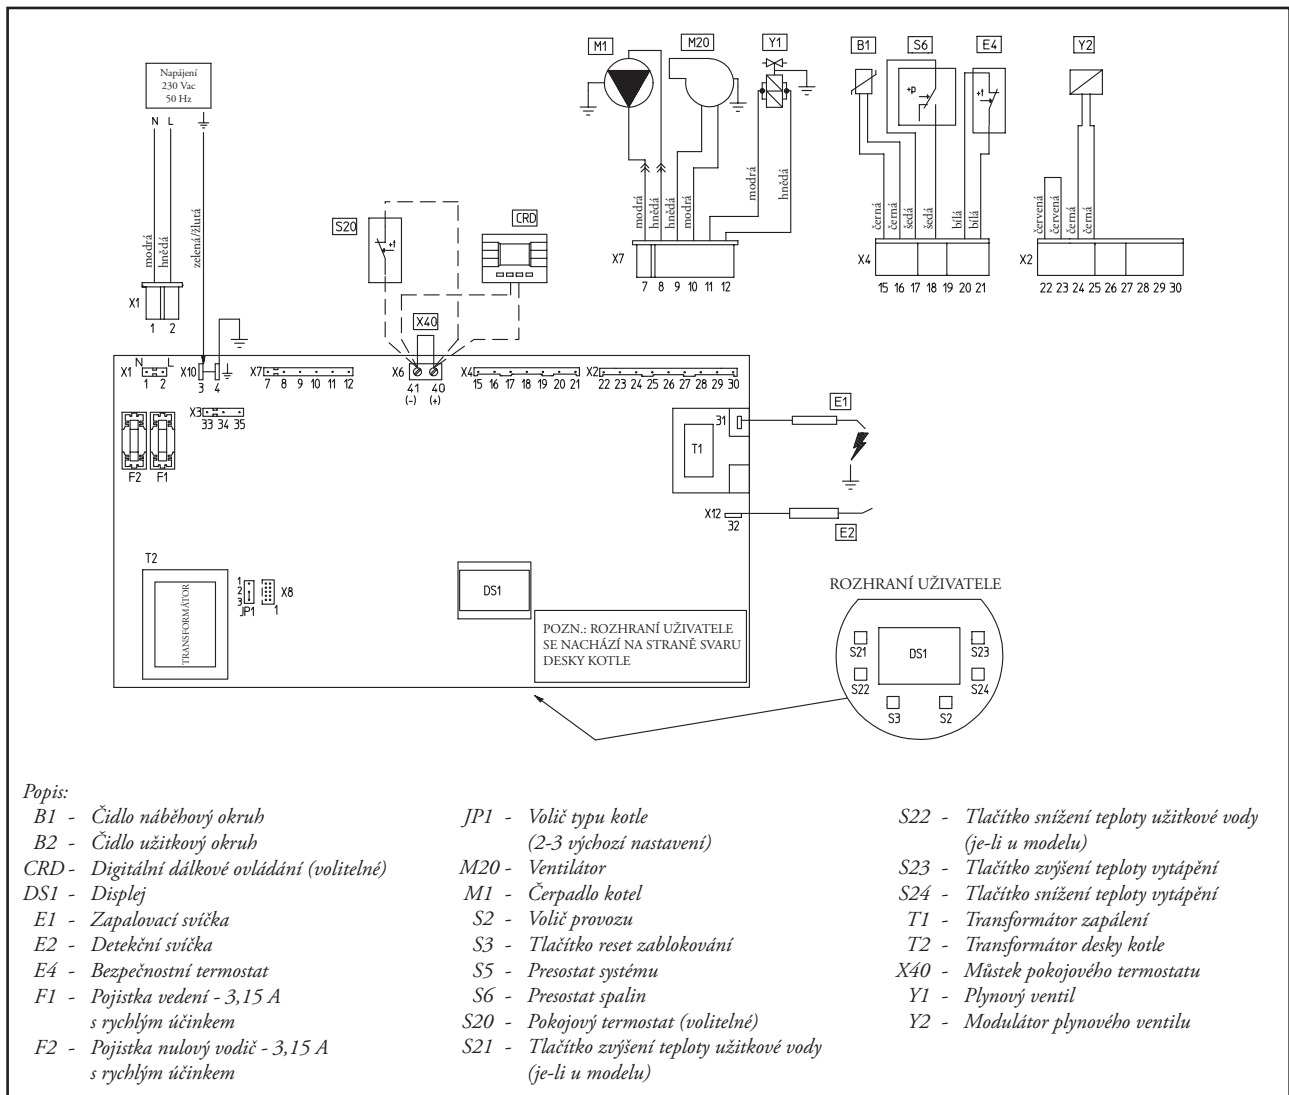 M1 M20 Y1 B1 S6 E4 Y2
Napájení
230 Vac
50 Hz
N L
+p
+t
modrá
hnědá
zelená/žlutá
S20
+t
CRD
modrá
hnědá
hnědá
modrá
modrá
hnědá
černá
černá
šedá
šedá
bílá
bílá
červená
červená
černá
černá
X1
1 2
X7
7 8 9 10 11 12
X4
15 16 17 18 19 20 21
X2
22 23 24 25 26 27 28 29 30
X40
N L
X1 1 2
X10 3 4
X7 7 8 9 10 11 12
X6 41 40
(-) (+)
X4 15 16 17 18 19 20 21
X2 22 23 24 25 26 27 28 29 30
X3 33 34 35
F2 F1
31
T1
E1
X12
32
E2
T2
TRANSFORMÁTOR
1
2
3
JP1
X8
1
DS1
POZN.: ROZHRANÍ UŽIVATELE
SE NACHÁZÍ NA STRANĚ SVARU
DESKY KOTLE
ROZHRANÍ UŽIVATELE
S21 DS1 S23
S22 S24
S3 S2
Popis:
B1 - Čidlo náběhový okruh
B2 - Čidlo užitkový okruh
CRD - Digitální dálkové ovládání (volitelné)
DS1 - Displej
E1 - Zapalovací svíčka
E2 - Detekční svíčka
E4 - Bezpečnostní termostat
F1 - Pojistka vedení - 3,15 A
s rychlým účinkem
F2 - Pojistka nulový vodič - 3,15 A
s rychlým účinkem
JP1 - Volič typu kotle
(2-3 výchozí nastavení)
M20 - Ventilátor
M1 - Čerpadlo kotel
S2 - Volič provozu
S3 - Tlačítko reset zablokování
S5 - Presostat systému
S6 - Presostat spalin
S20 - Pokojový termostat (volitelné)
S21 - Tlačítko zvýšení teploty užitkové vody
(je-li u modelu)
S22 - Tlačítko snížení teploty užitkové vody
(je-li u modelu)
S23 - Tlačítko zvýšení teploty vytápění
S24 - Tlačítko snížení teploty vytápění
T1 - Transformátor zapálení
T2 - Transformátor desky kotle
X40 - Můstek pokojového termostatu
Y1 - Plynový ventil
Y2 - Modulátor plynového ventilu